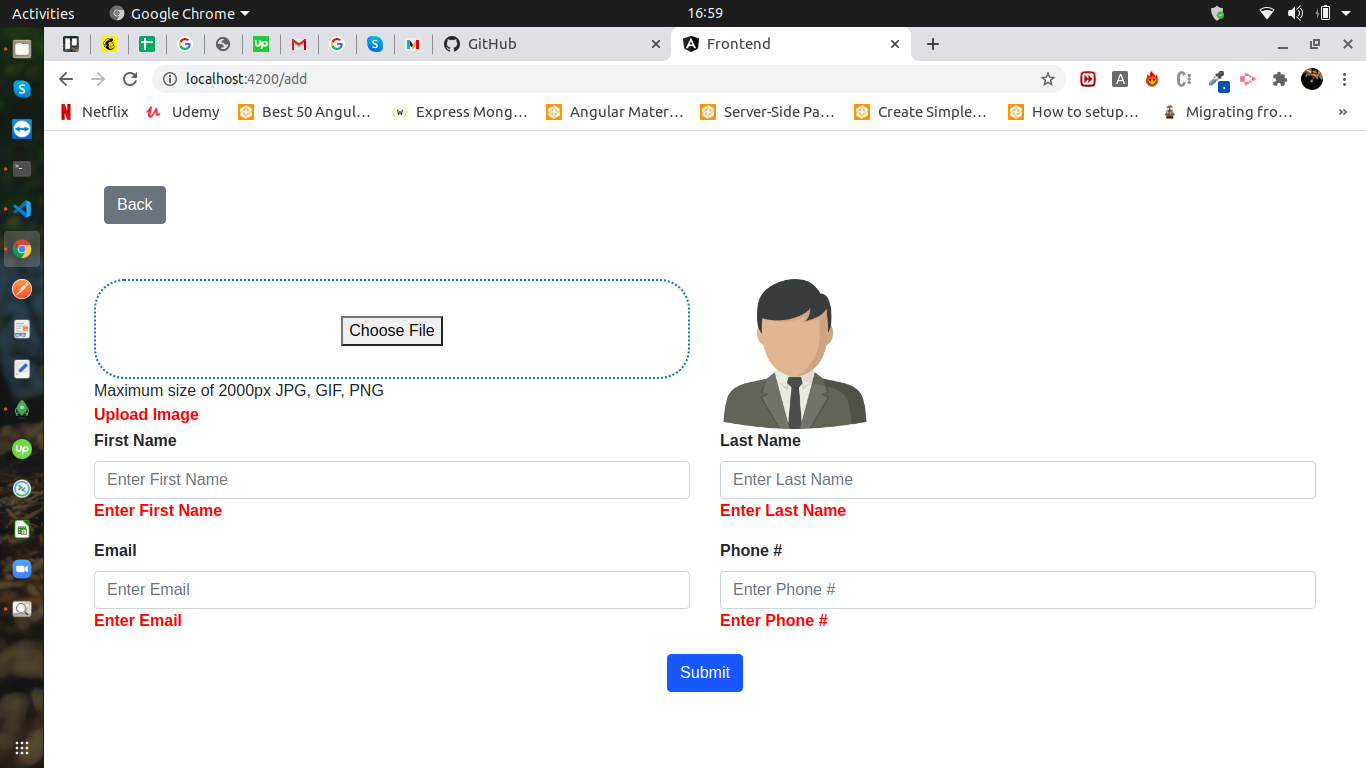 Activities Google Chrome 16:59
GitHub Frontend
localhost:4200/add
Netflix Udemy Best 50 Angul... Express Mong... Angular Mater... Server-Side Pa... Create Simple... How to setup... Migrating fro... »
Back
Choose File
Maximum size of 2000px JPG, GIF, PNG
Upload Image
First Name Last Name
Enter First Name Enter Last Name
Enter First Name Enter Last Name
Email Phone #
Enter Email Enter Phone #
Enter Email Enter Phone #
Submit